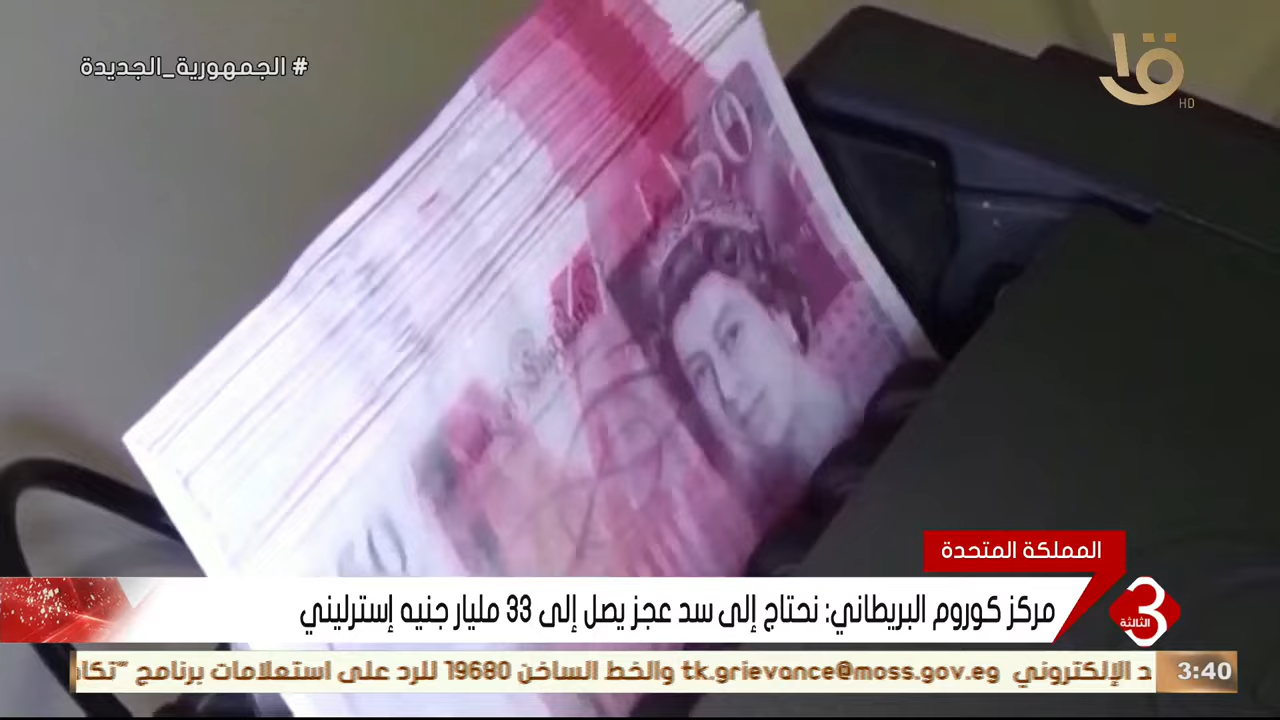 # الجمهورية_الجديدة
HD
50
المملكة المتحدة
مركز كوروم البريطاني: نحتاج إلى سد عجز يصل إلى 33 مليار جنيه إسترليني
3
الثالثة
د الإلكتروني tk.grievance@moss.gov.eg والخط الساخن 19680 للرد على استعلامات برنامج "تكا
3:40